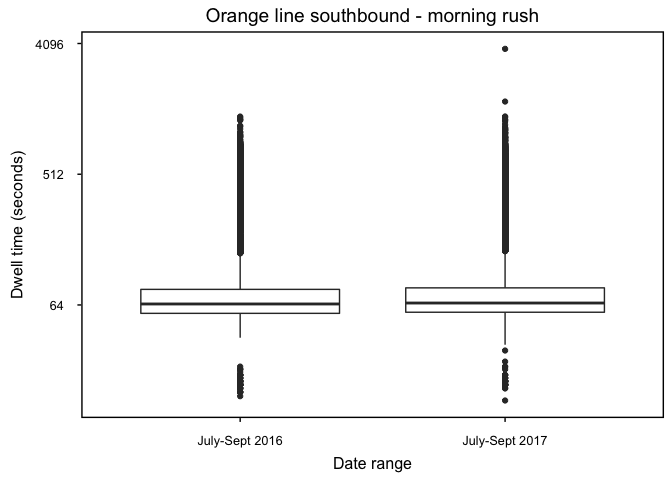 Orange line southbound - morning rush
4096
512
64
Dwell time (seconds)
July-Sept 2016
July-Sept 2017
Date range